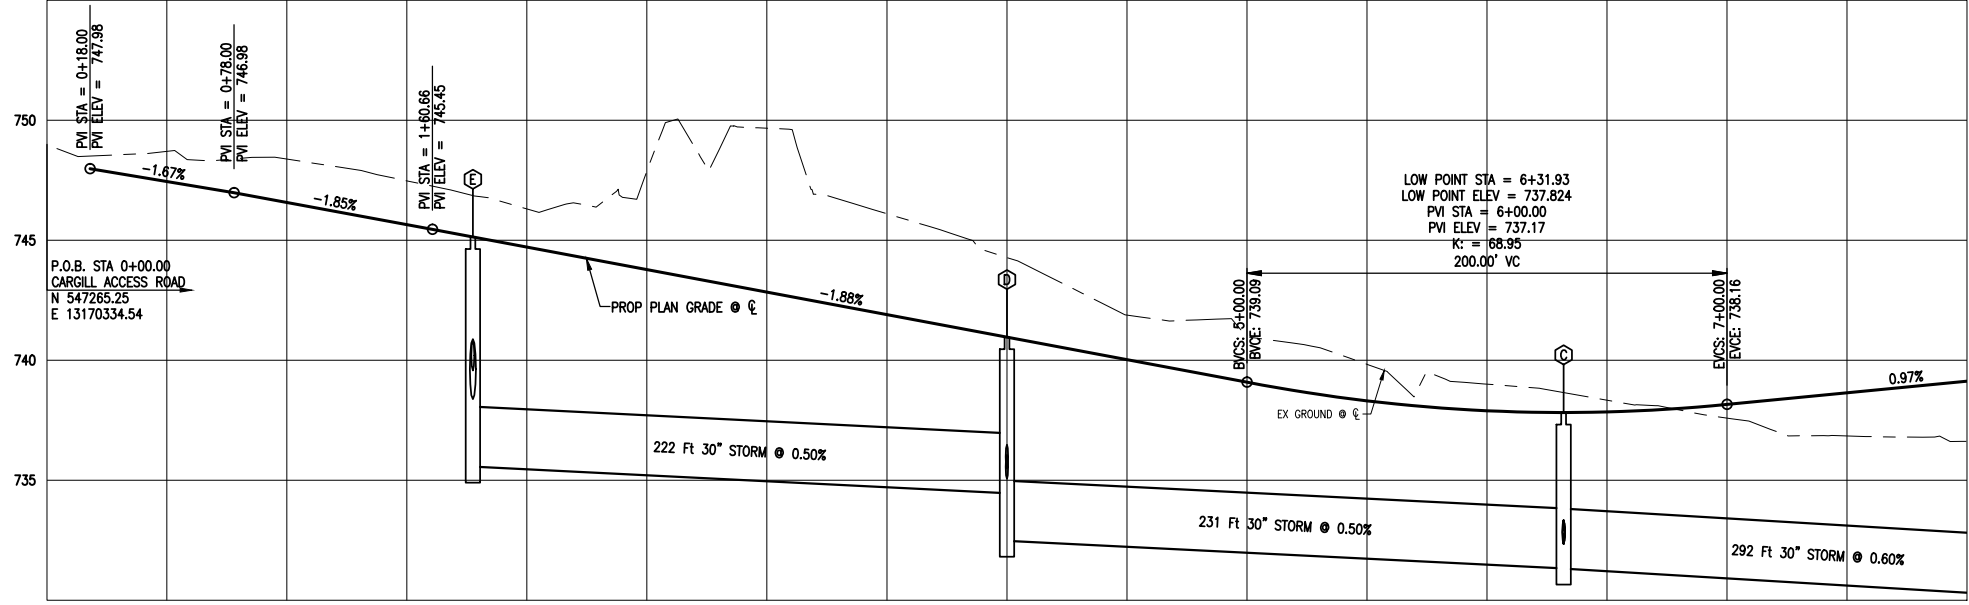 PVI STA = 0+18.00
PVI ELEV = 747.98
PVI STA = 0+78.00
PVI ELEV = 746.98
PVI STA = 1+60.66
PVI ELEV = 745.45
750
745
740
735
-1.67%
-1.85%
E
P.O.B. STA 0+00.00
CARGILL ACCESS ROAD
N 547265.25
E 13170334.54
PROP PLAN GRADE @ ℄
-1.88%
D
LOW POINT STA = 6+31.93
LOW POINT ELEV = 737.824
PVI STA = 6+00.00
PVI ELEV = 737.17
K: = 68.95
200.00' VC
BVCS: 5+00.00
BVCE: 739.09
EVCS: 7+00.00
EVCE: 738.16
C
0.97%
EX GROUND @ ℄
222 Ft 30" STORM @ 0.50%
231 Ft 30" STORM @ 0.50%
292 Ft 30" STORM @ 0.60%